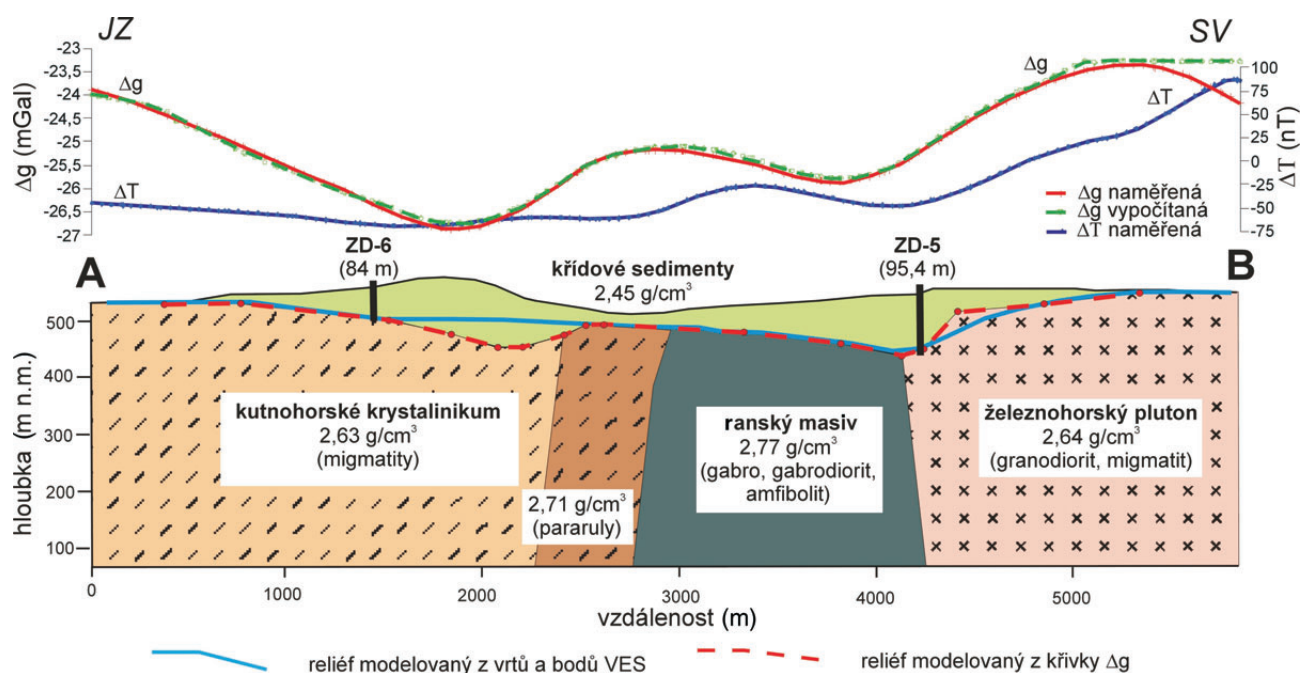 JZ
SV
-23
-23,5
-24
-24,5
-25
-25,5
-26
-26,5
-27
Δg (mGal)
Δg
ΔT
Δg
ΔT
100
75
50
25
0
-25
-50
-75
ΔT (nT)
Δg naměřená
Δg vypočítaná
ΔT naměřená
A
ZD-6
(84 m)
křídové sedimenty
2,45 g/cm³
ZD-5
(95,4 m)
B
500
400
300
200
100
hloubka (m n.m.)
kutnohorské krystalinikum
2,63 g/cm³
(migmatity)
2,71 g/cm³
(pararuly)
ranský masiv
2,77 g/cm³
(gabro, gabrodiorit,
amfibolit)
železnohorský pluton
2,64 g/cm³
(granodiorit, migmatit)
0
1000
2000
3000
4000
5000
vzdálenost (m)
reliéf modelovaný z vrtů a bodů VES
reliéf modelovaný z křivky Δg